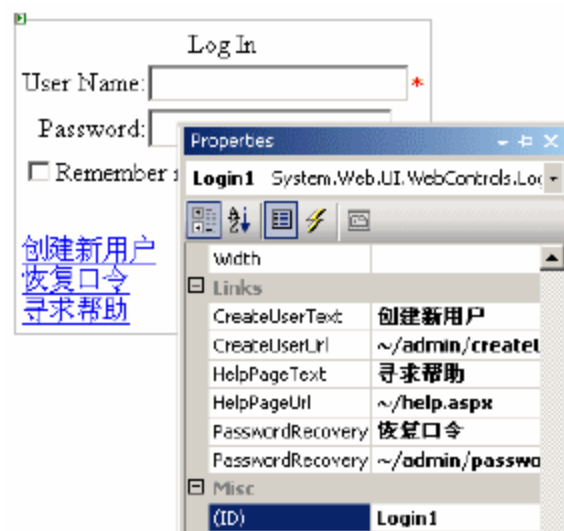 Log In
User Name: *
Password:
Remember
创建新用户
恢复口令
寻求帮助
Properties
Login1 System.Web.UI.WebControls.Log
Width
Links
CreateUserText 创建新用户
CreateUserUrl ~/admin/create
HelpPageText 寻求帮助
HelpPageUrl ~/help.aspx
PasswordRecovery 恢复口令
PasswordRecovery ~/admin/passwo
Misc
(ID) Login1